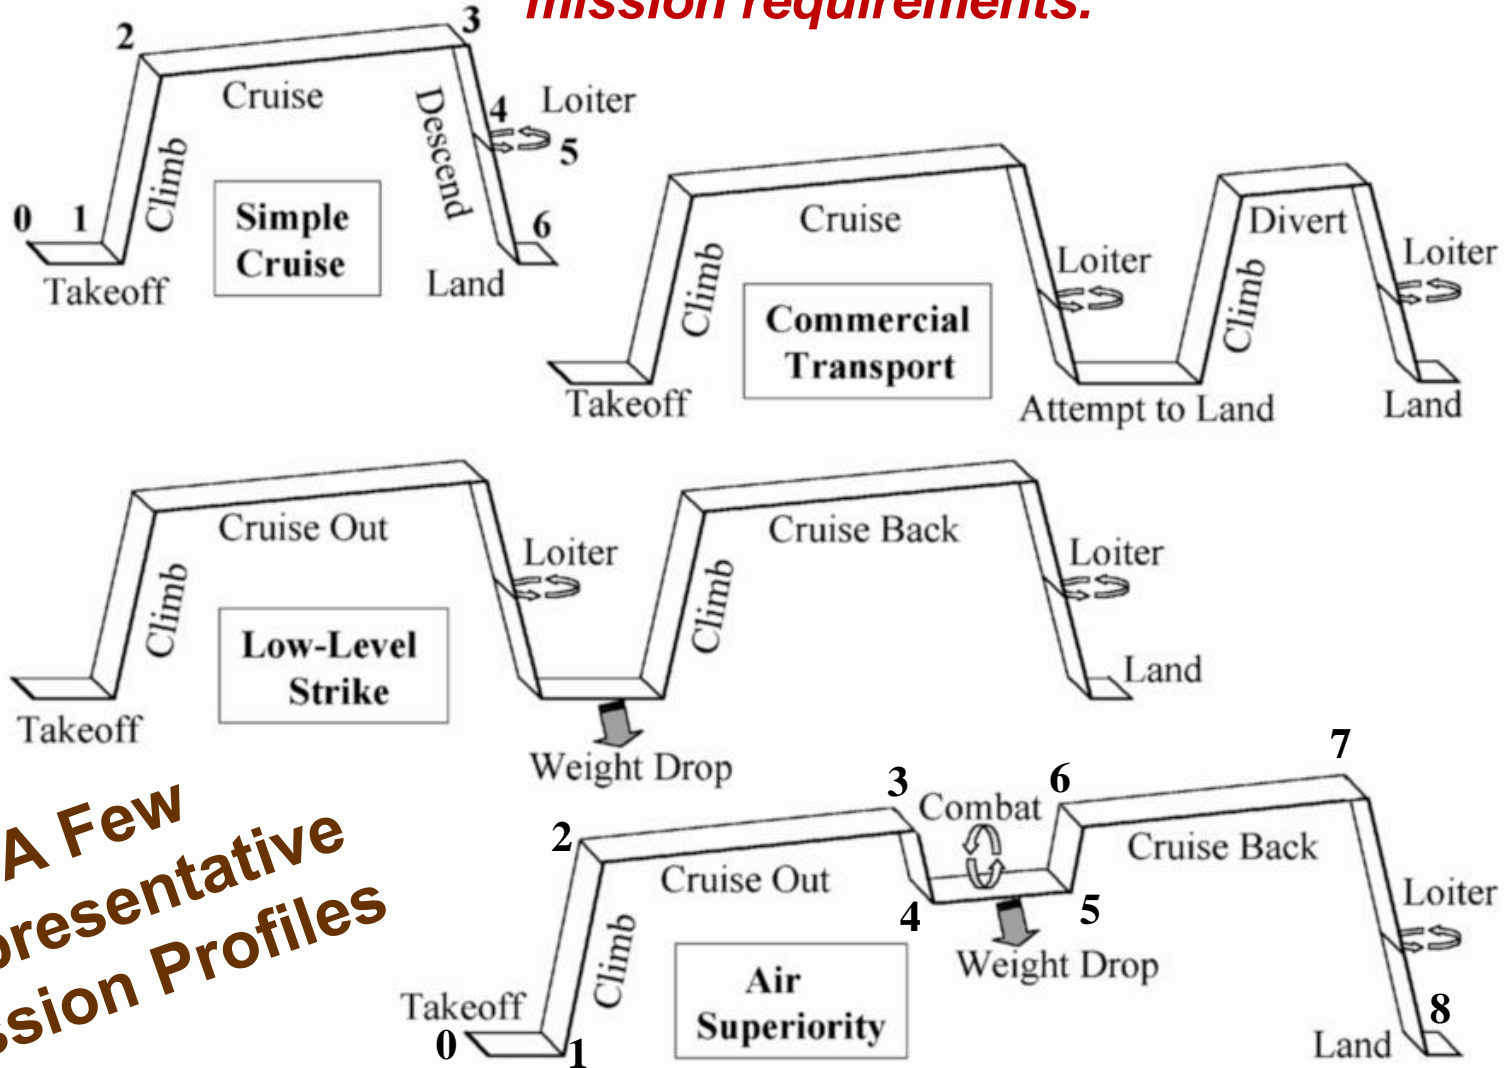 mission requirements.
2
3
Cruise
Descend
4
Loiter
5
Climb
0
1
Simple
Cruise
6
Takeoff
Land
Cruise
Divert
Climb
Loiter
Climb
Loiter
Commercial
Transport
Takeoff
Attempt to Land
Land
Cruise Out
Cruise Back
Climb
Loiter
Climb
Loiter
Low-Level
Strike
Takeoff
Land
Weight Drop
A Few
presentative
ssion Profiles
7
3
6
Combat
2
Cruise Out
Cruise Back
4
5
Loiter
Climb
Weight Drop
Air
Superiority
Takeoff
0
1
8
Land